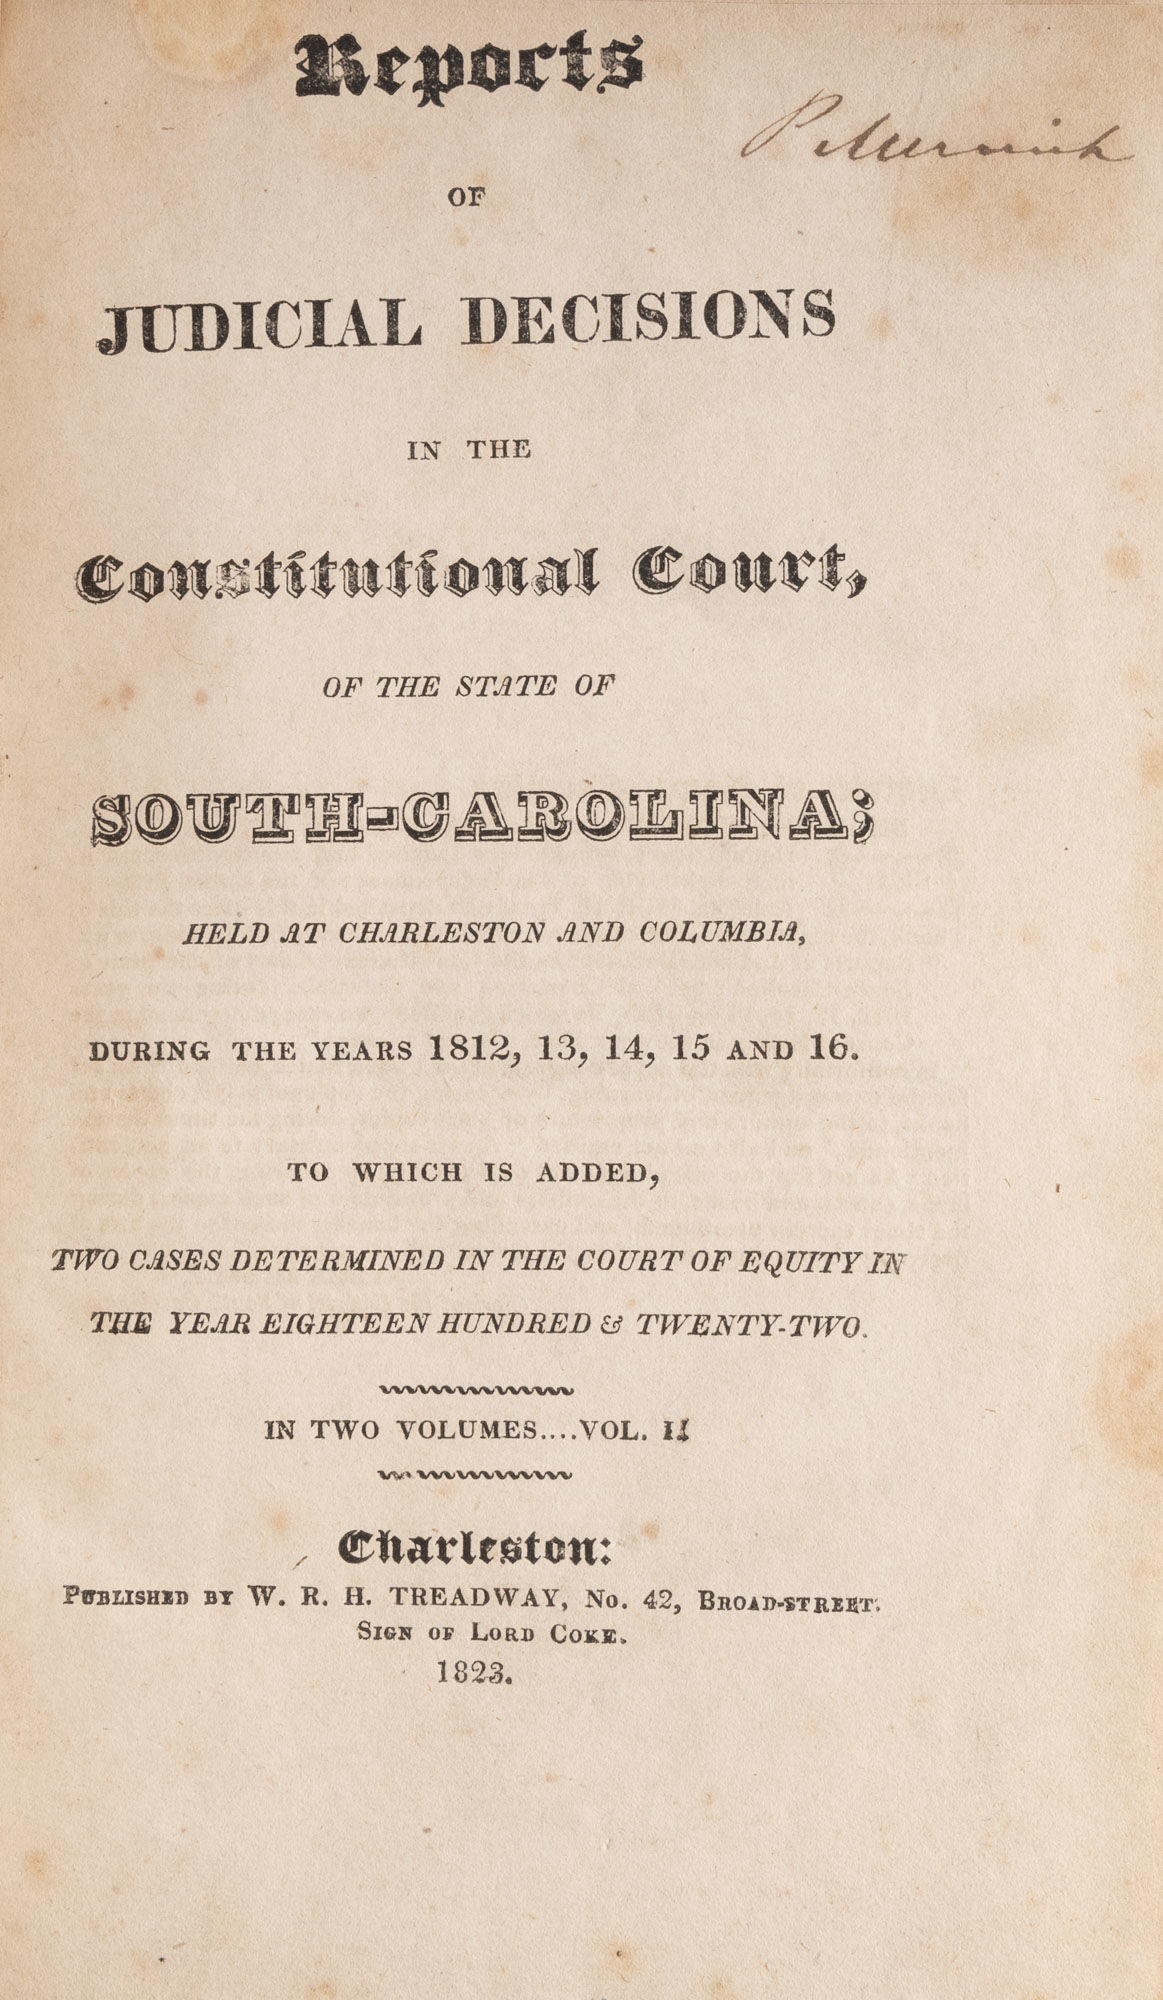 Reports
OF
JUDICIAL DECISIONS
IN THE
Constitutional Court,
OF THE STATE OF
SOUTH-CAROLINA;
HELD AT CHARLESTON AND COLUMBIA,
DURING THE YEARS 1812, 13, 14, 15 AND 16.
TO WHICH IS ADDED,
TWO CASES DETERMINED IN THE COURT OF EQUITY IN
THE YEAR EIGHTEEN HUNDRED & TWENTY-TWO.
IN TWO VOLUMES....VOL. II
Charleston:
PUBLISHED BY W. R. H. TREADWAY, No. 42, BROAD-STREET.
SIGN OF LORD COKE.
1823.